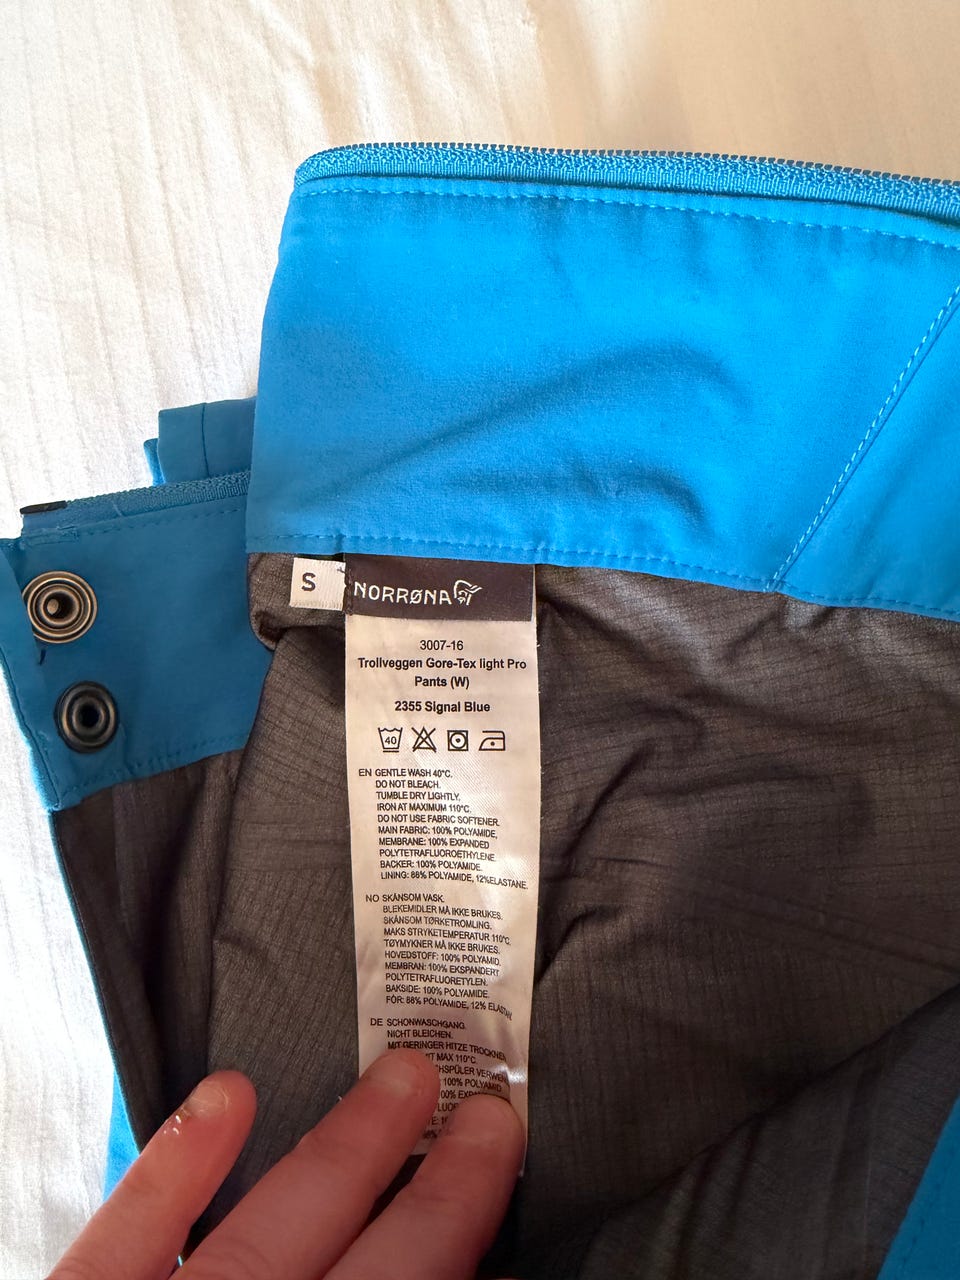 S
NORRØNA
3007-16
Trollveggen Gore-Tex light Pro
Pants (W)
2355 Signal Blue
40
EN GENTLE WASH 40°C.
DO NOT BLEACH.
TUMBLE DRY LIGHTLY.
IRON AT MAXIMUM 110°C.
DO NOT USE FABRIC SOFTENER.
MAIN FABRIC: 100% POLYAMIDE,
MEMBRANE: 100% EXPANDED
POLYTETRAFLUOROETHYLENE
BACKER: 100% POLYAMIDE.
LINING: 88% POLYAMIDE, 12%ELASTANE.
NO SKÅNSOM VASK.
BLEKEMIDLER MÅ IKKE BRUKES.
SKÅNSOM TØRKETROMLING.
MAKS STRYKETEMPERATUR 110°C.
TØYMYKNER MÅ IKKE BRUKES.
HOVEDSTOFF: 100% POLYAMID.
MEMBRAN: 100% EKSPANDERT
POLYTETRAFLUORETYLEN.
BAKSIDE: 100% POLYAMIDE.
FÔR: 88% POLYAMIDE, 12% ELASTAN.
DE SCHONWASCHGANG.
NICHT BLEICHEN.
MIT GERINGER HITZE TROCKNEN
MAX 110°C.
100% POLYAMID.